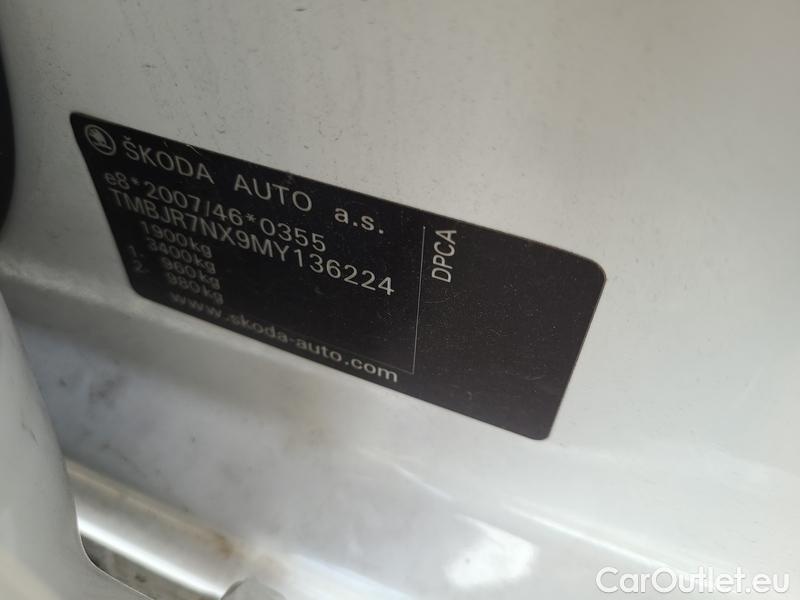 ŠKODA AUTO a.s.
e8*2007/46*0355
TMBJR7NX9MY136224
1900kg
3400kg
1. 960kg
2. 980kg
www.skoda-auto.com
DPCA
CarOutlet.eu